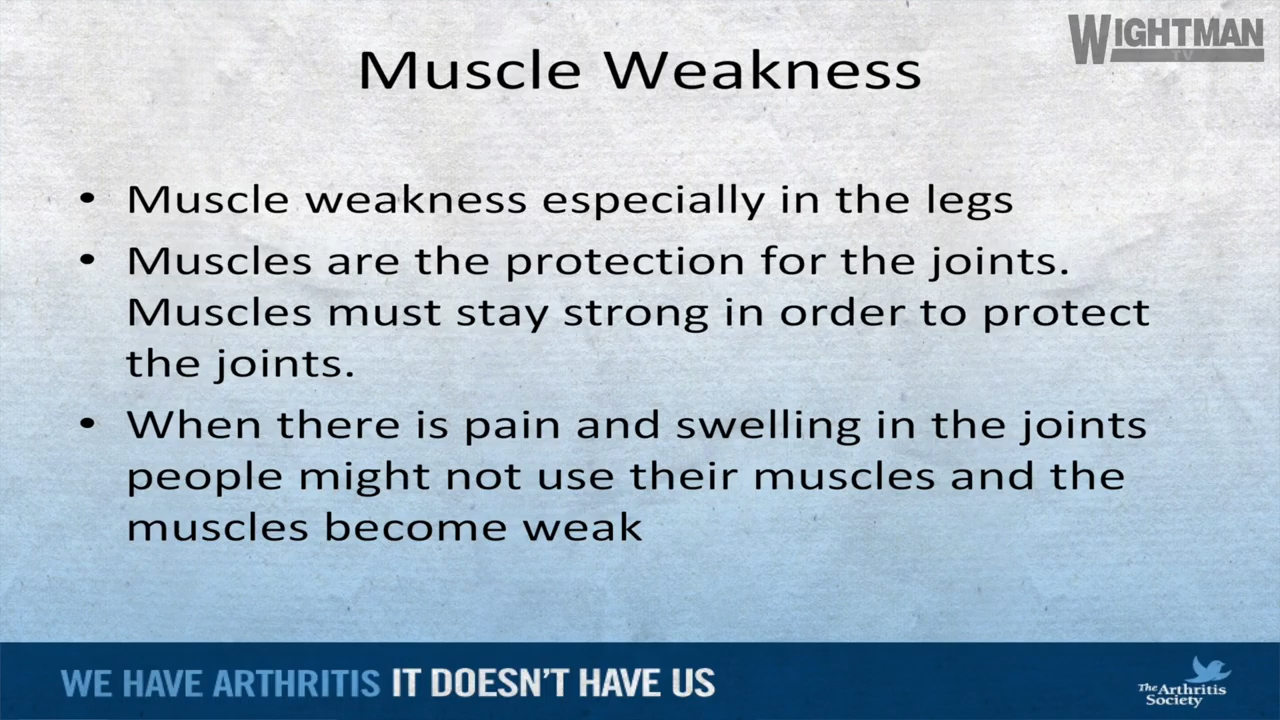 WIGHTMAN
TV
Muscle Weakness
• Muscle weakness especially in the legs
• Muscles are the protection for the joints.
Muscles must stay strong in order to protect
the joints.
• When there is pain and swelling in the joints
people might not use their muscles and the
muscles become weak
WE HAVE ARTHRITIS IT DOESN'T HAVE US
The Arthritis
Society